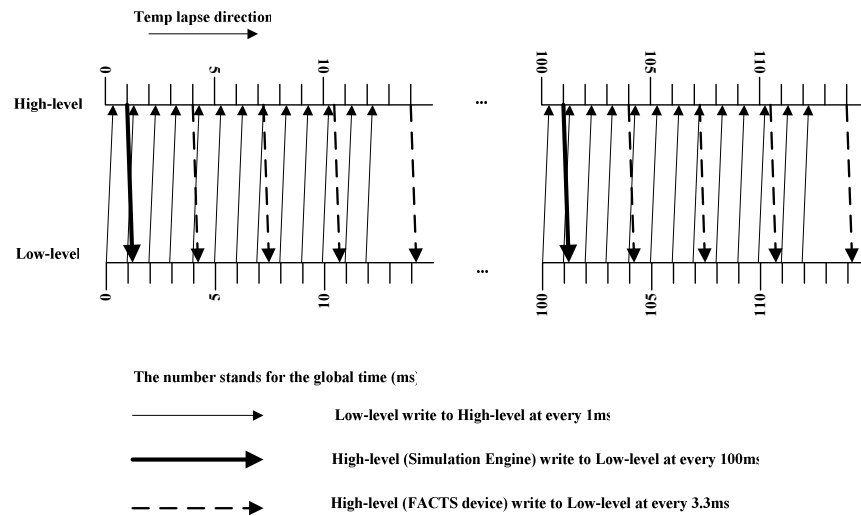 Temp lapse direction
0 5 10 100 105 110
High-level ...
Low-level ...
0 5 10 100 105 110
The number stands for the global time (ms)
Low-level write to High-level at every 1ms
High-level (Simulation Engine) write to Low-level at every 100ms
High-level (FACTS device) write to Low-level at every 3.3ms